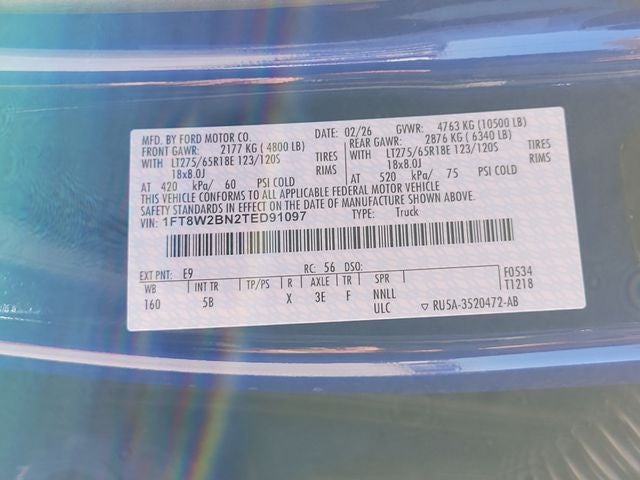 MFD. BY FORD MOTOR CO. DATE: 02/26 GVWR: 4763 KG (10500 LB)
FRONT GAWR: 2177 KG ( 4800 LB) REAR GAWR: 2876 KG ( 6340 LB)
WITH LT275/65R18E 123/120S TIRES WITH LT275/65R18E 123/120S TIRES
18x8.0J RIMS 18x8.0J RIMS
AT 420 kPa/ 60 PSI COLD AT 520 kPa/ 75 PSI COLD
THIS VEHICLE CONFORMS TO ALL APPLICABLE FEDERAL MOTOR VEHICLE
SAFETY STANDARDS IN EFFECT ON THE DATE OF MANUFACTURE SHOWN ABOVE.
VIN: 1FT8W2BN2TED91097 TYPE: Truck
EXT PNT: E9 RC: 56 DSO: F0534
WB INT TR TP/PS R AXLE TR SPR T1218
160 5B X 3E F NNLL
ULC ▽ RU5A-3520472-AB